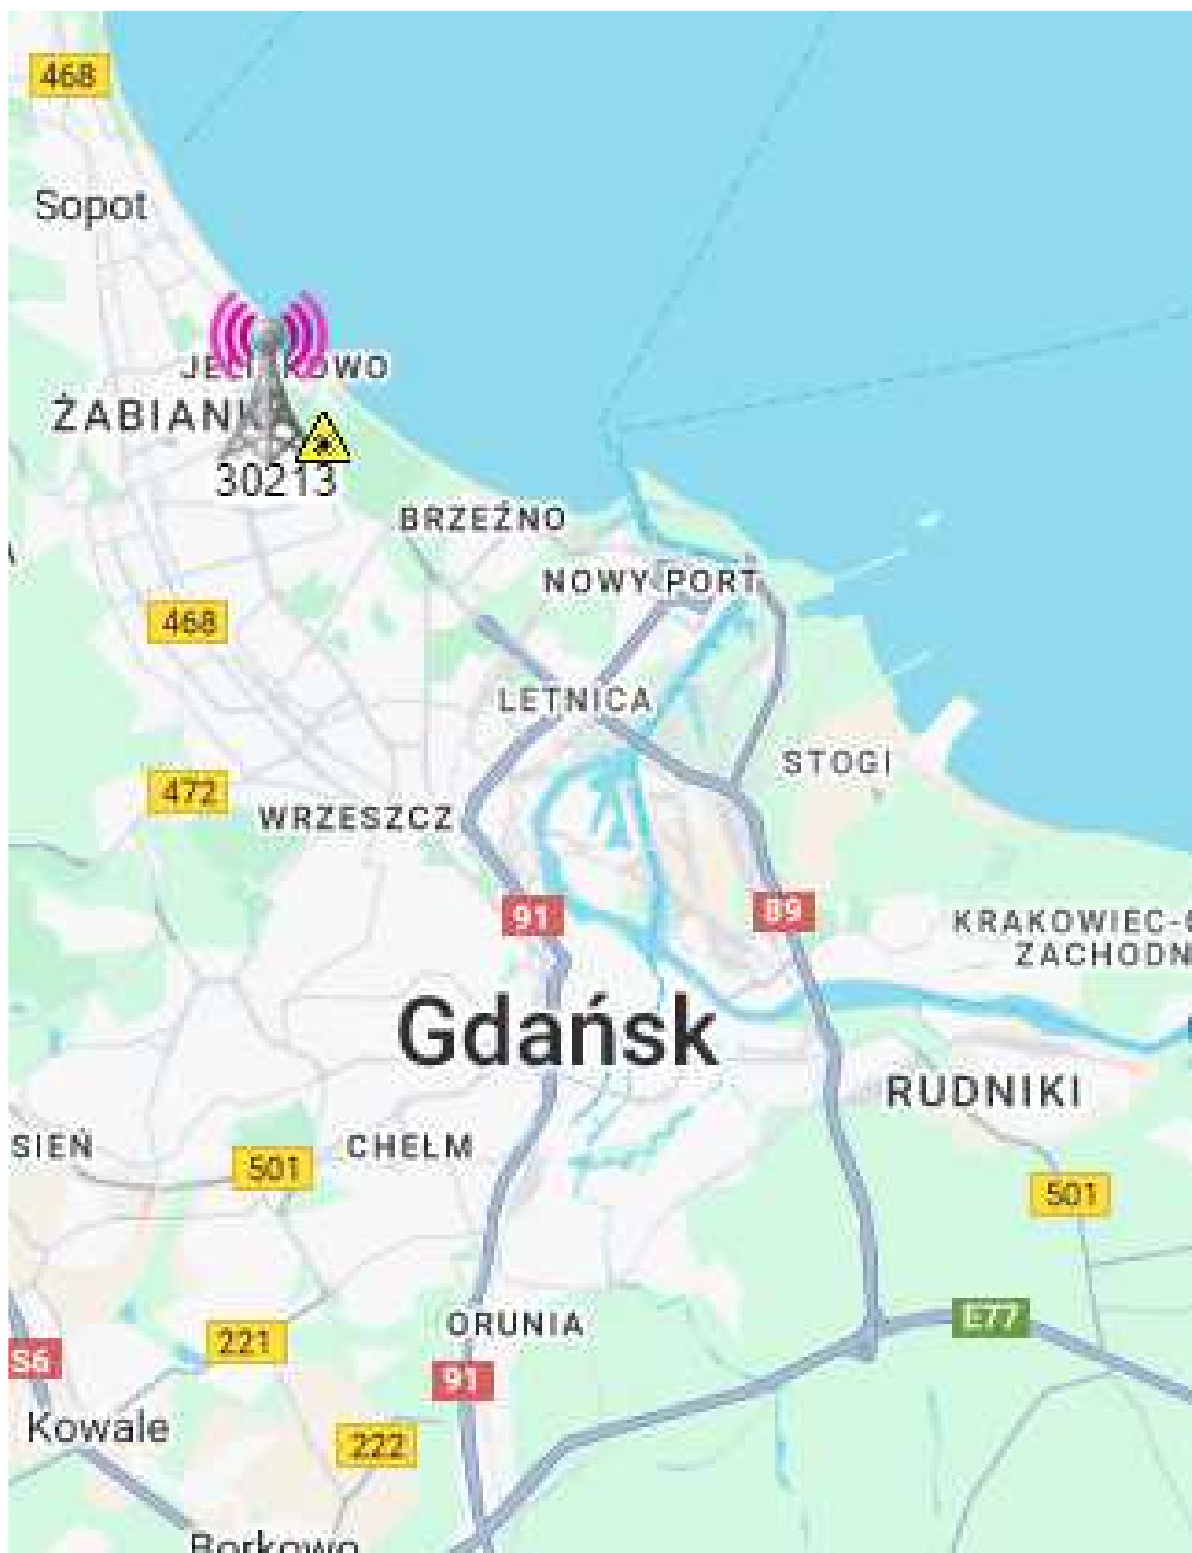 468
Sopot
ŻABIANKA
30213
BRZEŹNO
NOWY PORT
468
LETNICA
STOGI
472
WRZESZCZ
91
89
KRAKOWIEC-
ZACHODN
Gdańsk
RUDNIKI
SIEŃ
CHEŁM
501
501
ORUNIA
E77
221
S6
91
Kowale
222
Borkowo